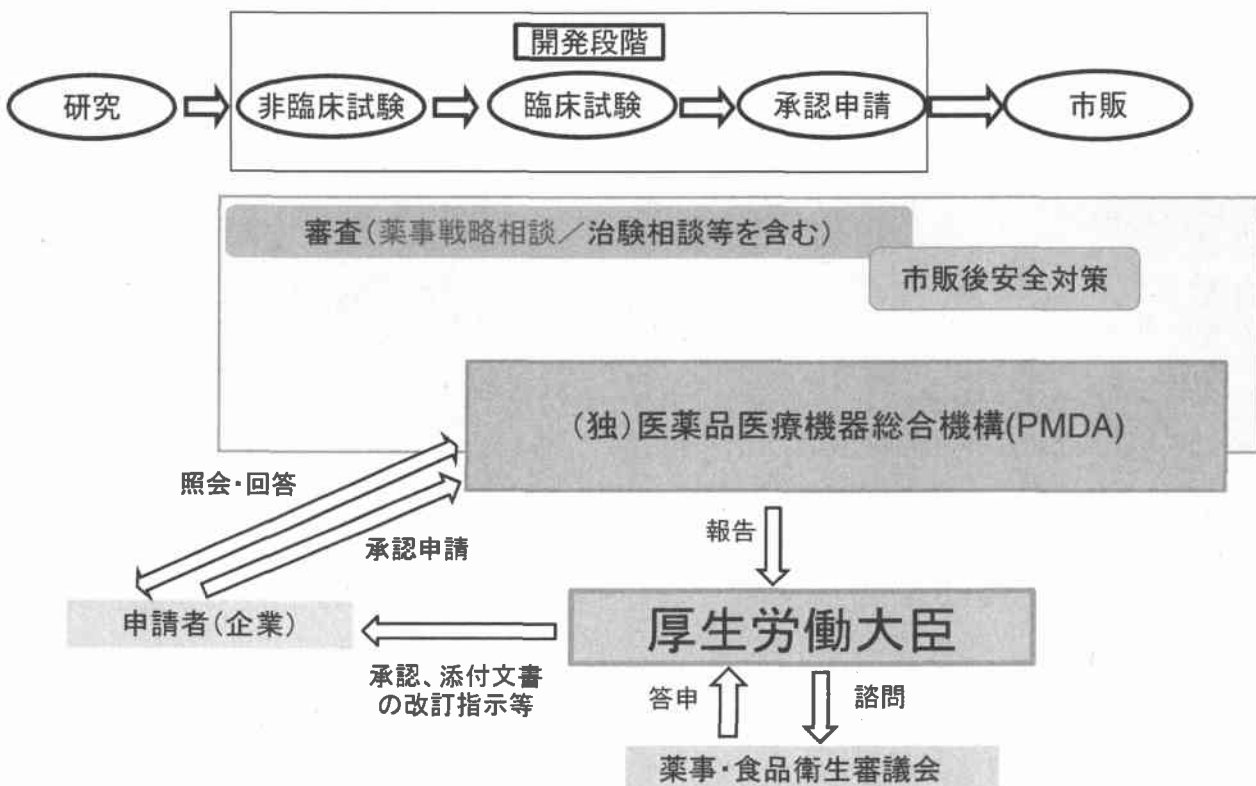 開発段階
研究
非臨床試験
臨床試験
承認申請
市販
審査(薬事戦略相談／治験相談等を含む)
市販後安全対策
(独)医薬品医療機器総合機構(PMDA)
照会・回答
承認申請
報告
申請者(企業)
厚生労働大臣
承認、添付文書
の改訂指示等
答申
諮問
薬事・食品衛生審議会